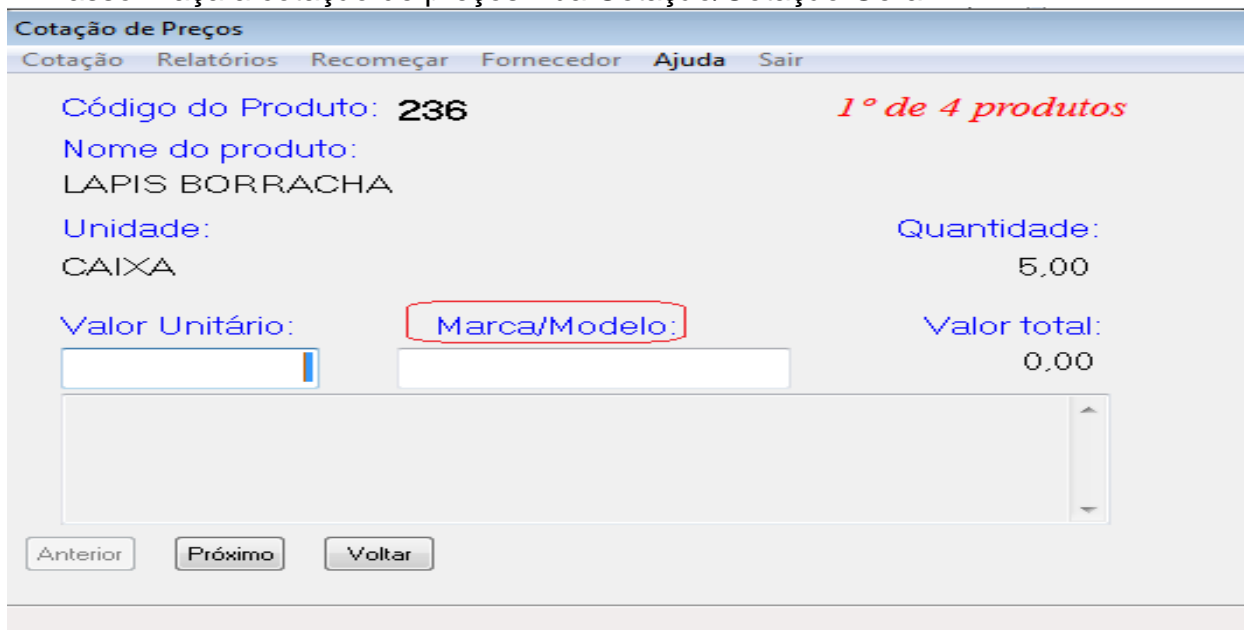 Cotação de Preços
Cotação Relatórios Recomeçar Fornecedor Ajuda Sair
Código do Produto: 236 1º de 4 produtos
Nome do produto:
LAPIS BORRACHA
Unidade: Quantidade:
CAIXA 5,00
Valor Unitário: Marca/Modelo: Valor total:
0,00
Anterior Próximo Voltar